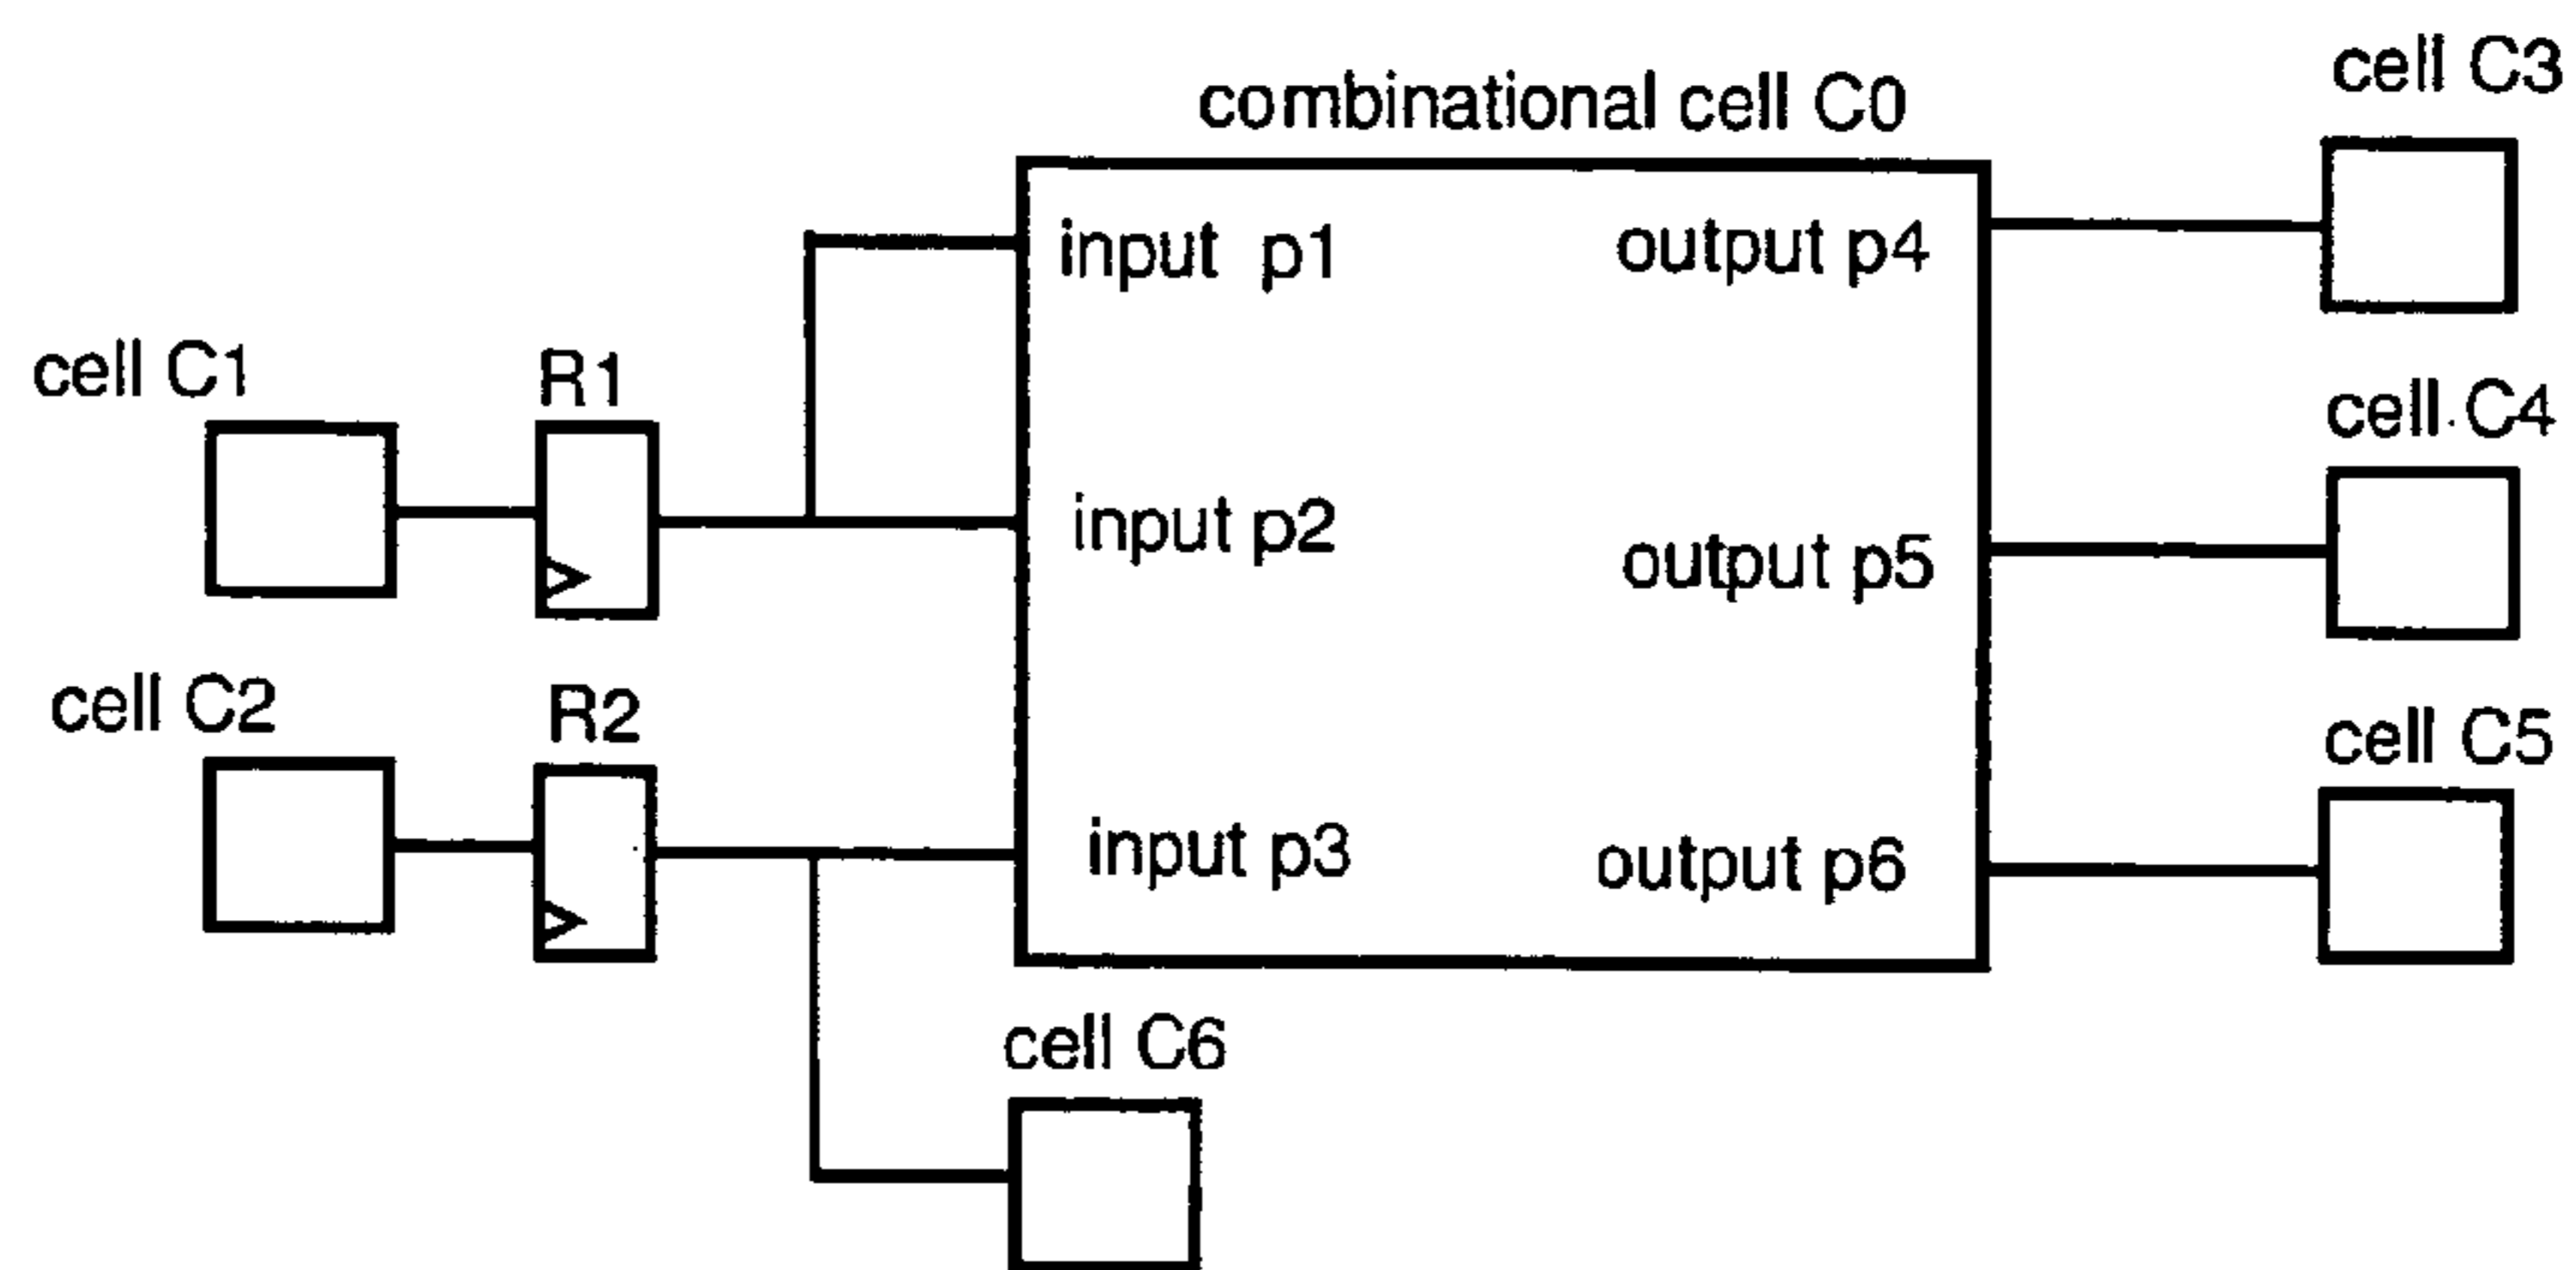 combinational cell C0
cell C3
input p1
output p4
cell C1
R1
cell C4
input p2
output p5
cell C2
R2
cell C5
input p3
output p6
cell C6